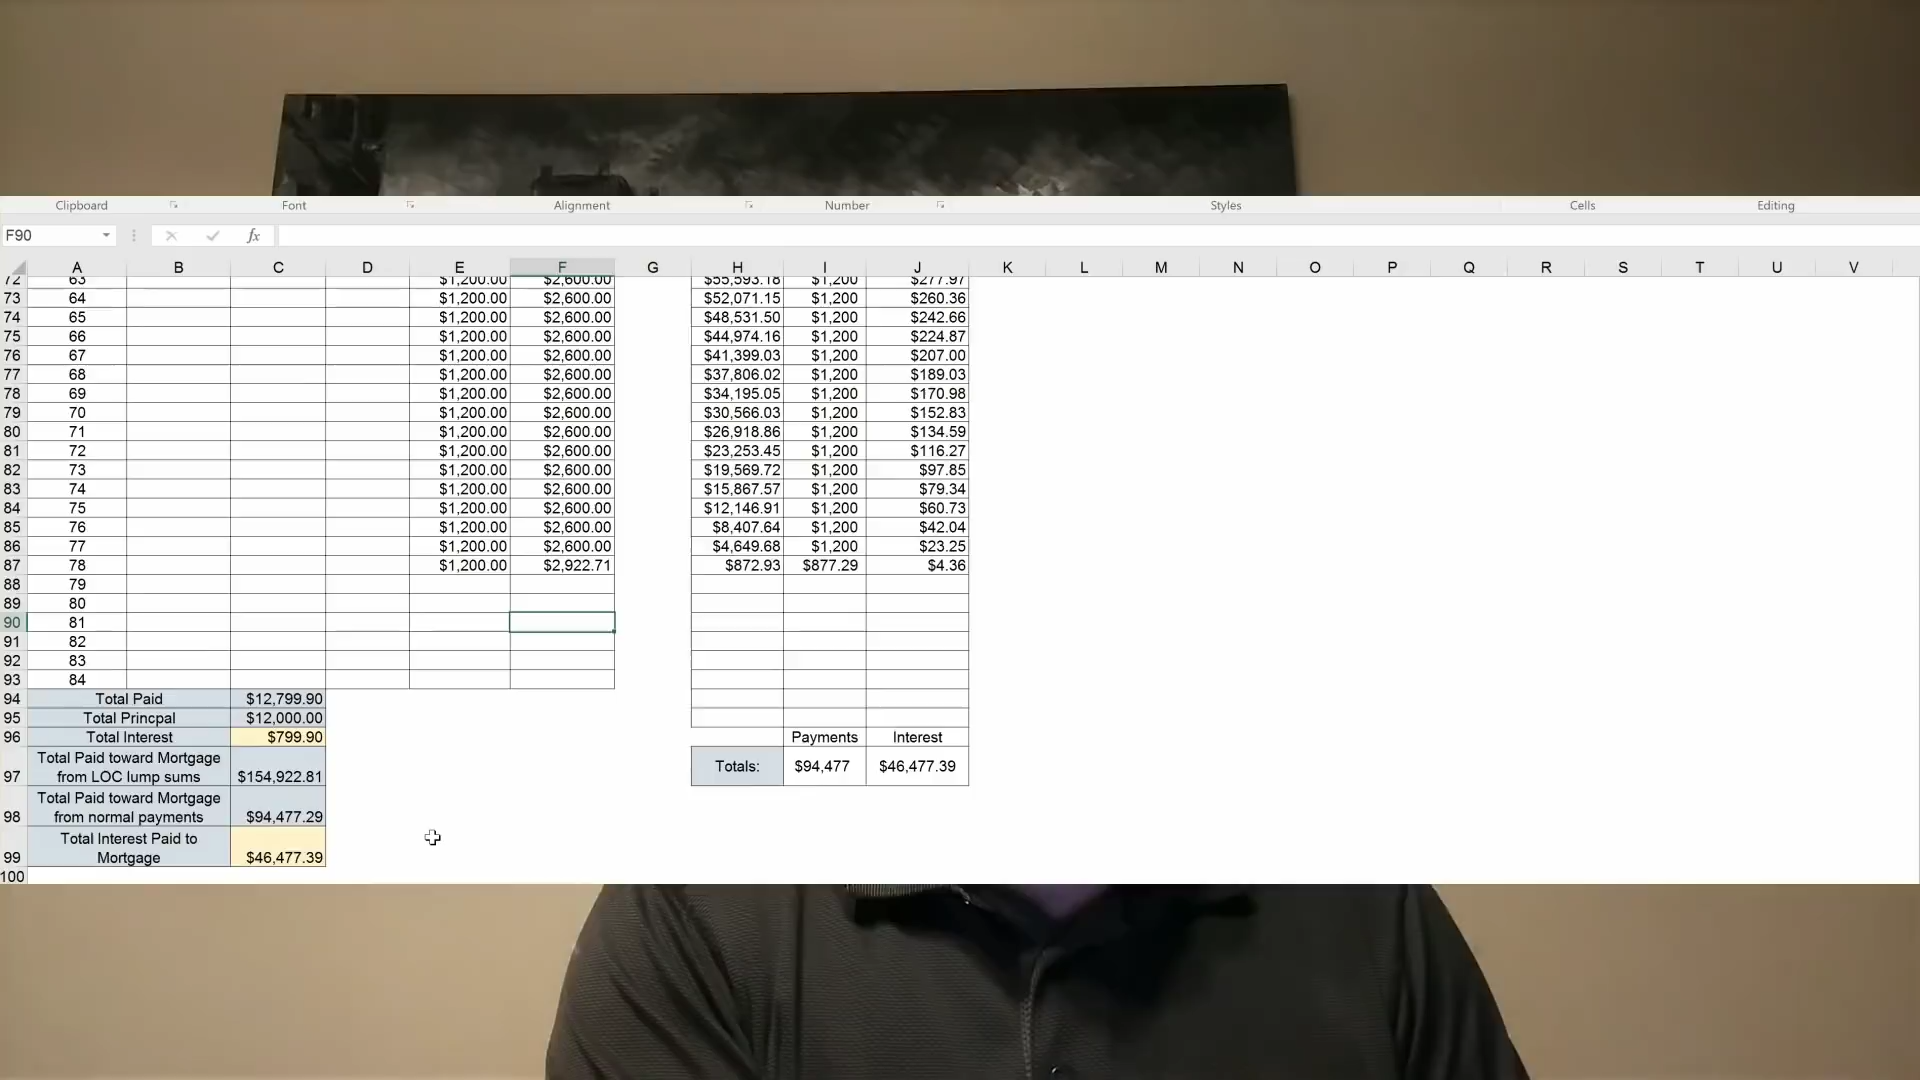 Clipboard Font Alignment Number Styles Cells Editing
F90 fx
A B C D E F G H I J K L M N O P Q R S T U V
72 63 $1,200.00 $2,600.00 $55,593.18 $1,200 $277.97
73 64 $1,200.00 $2,600.00 $52,071.15 $1,200 $260.36
74 65 $1,200.00 $2,600.00 $48,531.50 $1,200 $242.66
75 66 $1,200.00 $2,600.00 $44,974.16 $1,200 $224.87
76 67 $1,200.00 $2,600.00 $41,399.03 $1,200 $207.00
77 68 $1,200.00 $2,600.00 $37,806.02 $1,200 $189.03
78 69 $1,200.00 $2,600.00 $34,195.05 $1,200 $170.98
79 70 $1,200.00 $2,600.00 $30,566.03 $1,200 $152.83
80 71 $1,200.00 $2,600.00 $26,918.86 $1,200 $134.59
81 72 $1,200.00 $2,600.00 $23,253.45 $1,200 $116.27
82 73 $1,200.00 $2,600.00 $19,569.72 $1,200 $97.85
83 74 $1,200.00 $2,600.00 $15,867.57 $1,200 $79.34
84 75 $1,200.00 $2,600.00 $12,146.91 $1,200 $60.73
85 76 $1,200.00 $2,600.00 $8,407.64 $1,200 $42.04
86 77 $1,200.00 $2,600.00 $4,649.68 $1,200 $23.25
87 78 $1,200.00 $2,922.71 $872.93 $877.29 $4.36
88 79
89 80
90 81
91 82
92 83
93 84
94 Total Paid $12,799.90
95 Total Princpal $12,000.00
96 Total Interest $799.90 Payments Interest
Total Paid toward Mortgage
97 from LOC lump sums $154,922.81 Totals: $94,477 $46,477.39
Total Paid toward Mortgage
98 from normal payments $94,477.29
Total Interest Paid to
99 Mortgage $46,477.39
100